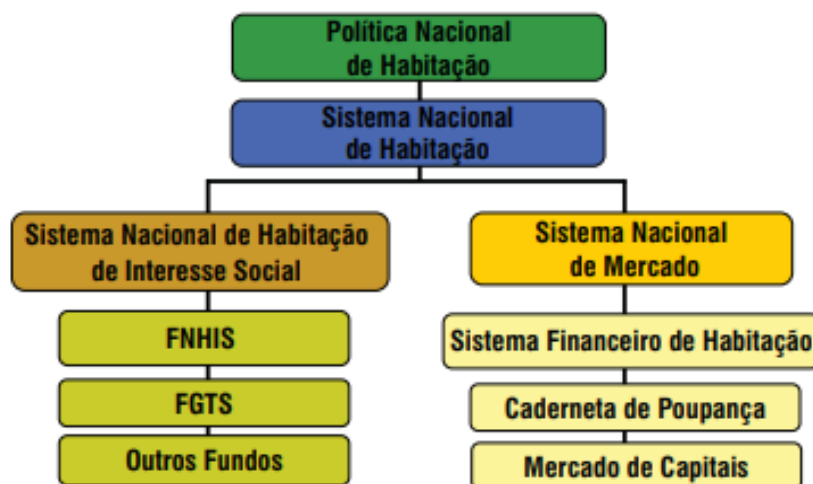 Política Nacional
de Habitação
Sistema Nacional
de Habitação
Sistema Nacional de Habitação
de Interesse Social
FNHIS
FGTS
Outros Fundos
Sistema Nacional
de Mercado
Sistema Financeiro de Habitação
Caderneta de Poupança
Mercado de Capitais